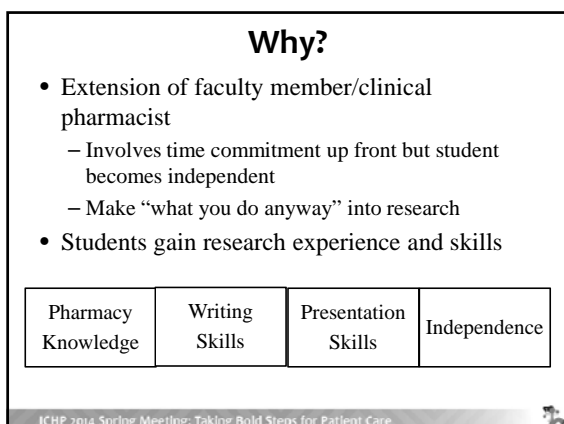 Why?
• Extension of faculty member/clinical
pharmacist
– Involves time commitment up front but student
becomes independent
– Make “what you do anyway” into research
• Students gain research experience and skills
Pharmacy
Knowledge
Writing
Skills
Presentation
Skills
Independence
ICHP 2014 Spring Meeting: Taking Bold Steps for Patient Care